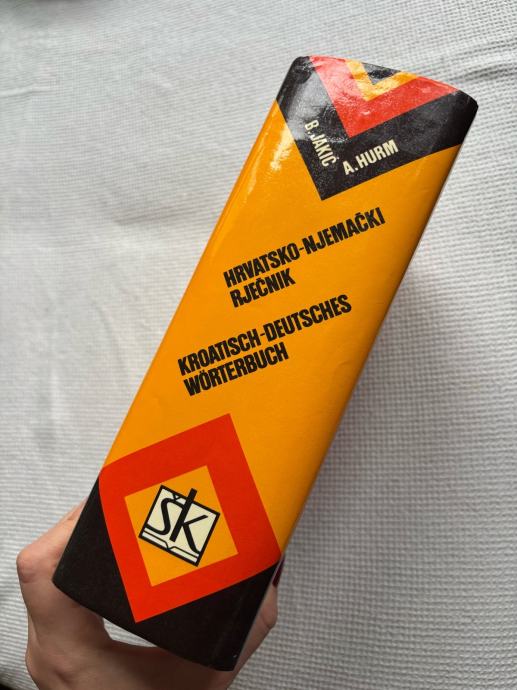 B. JAKIĆ
A. HURM
HRVATSKO-NJEMAČKI
RJEČNIK
KROATISCH-DEUTSCHES
WÖRTERBUCH
ŠK